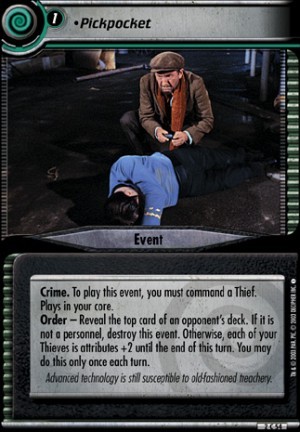 1
•Pickpocket
Event
Crime. To play this event, you must command a Thief.
Plays in your core.
Order – Reveal the top card of an opponent's deck. If it is
not a personnel, destroy this event. Otherwise, each of your
Thieves is attributes +2 until the end of this turn. You may
do this only once each turn.
Advanced technology is still susceptible to old-fashioned treachery.
2 C 54